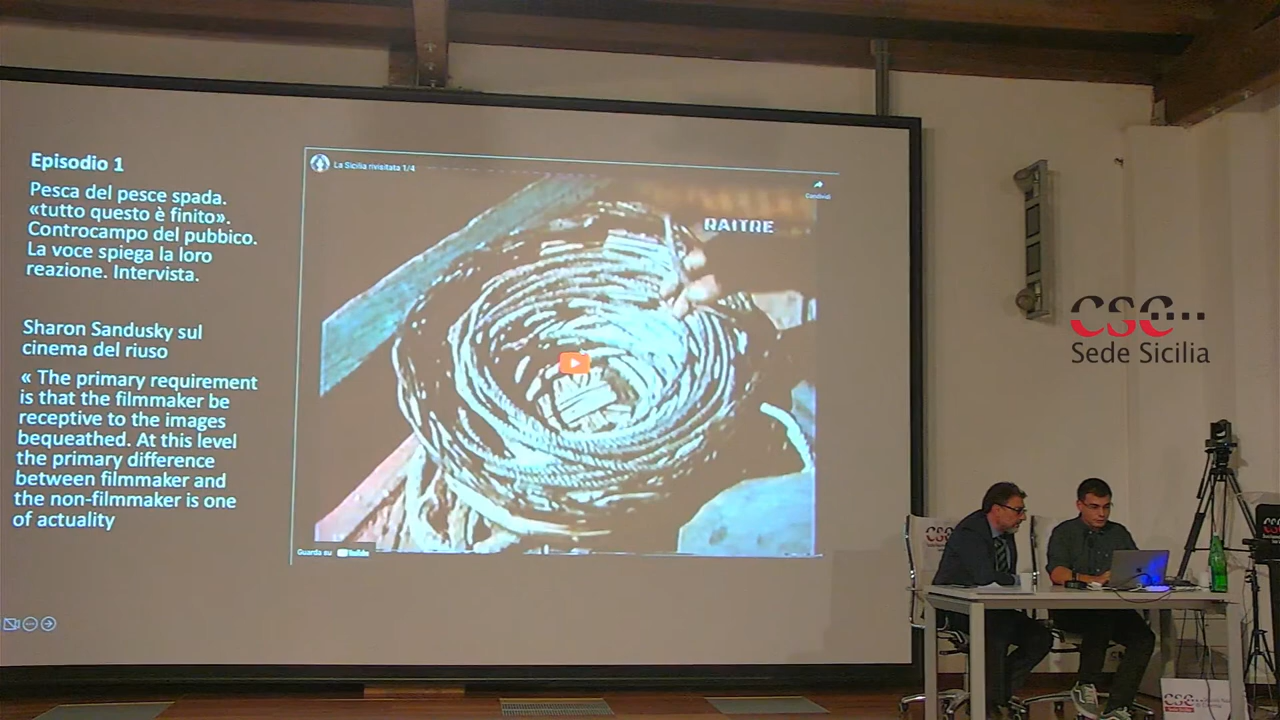 Episodio 1
Pesca del pesce spada.
«tutto questo è finito».
Controcampo del pubbico.
La voce spiega la loro
reazione. Intervista.
Sharon Sandusky sul
cinema del riuso
« The primary requirement
is that the filmmaker be
receptive to the images
bequeathed. At this level
the primary difference
between filmmaker and
the non-filmmaker is one
of actuality
La Sicilia rivisitata 1/4
Condividi
RAITRE
Guarda su YouTube
CSC
Sede Sicilia
CSC
CSC